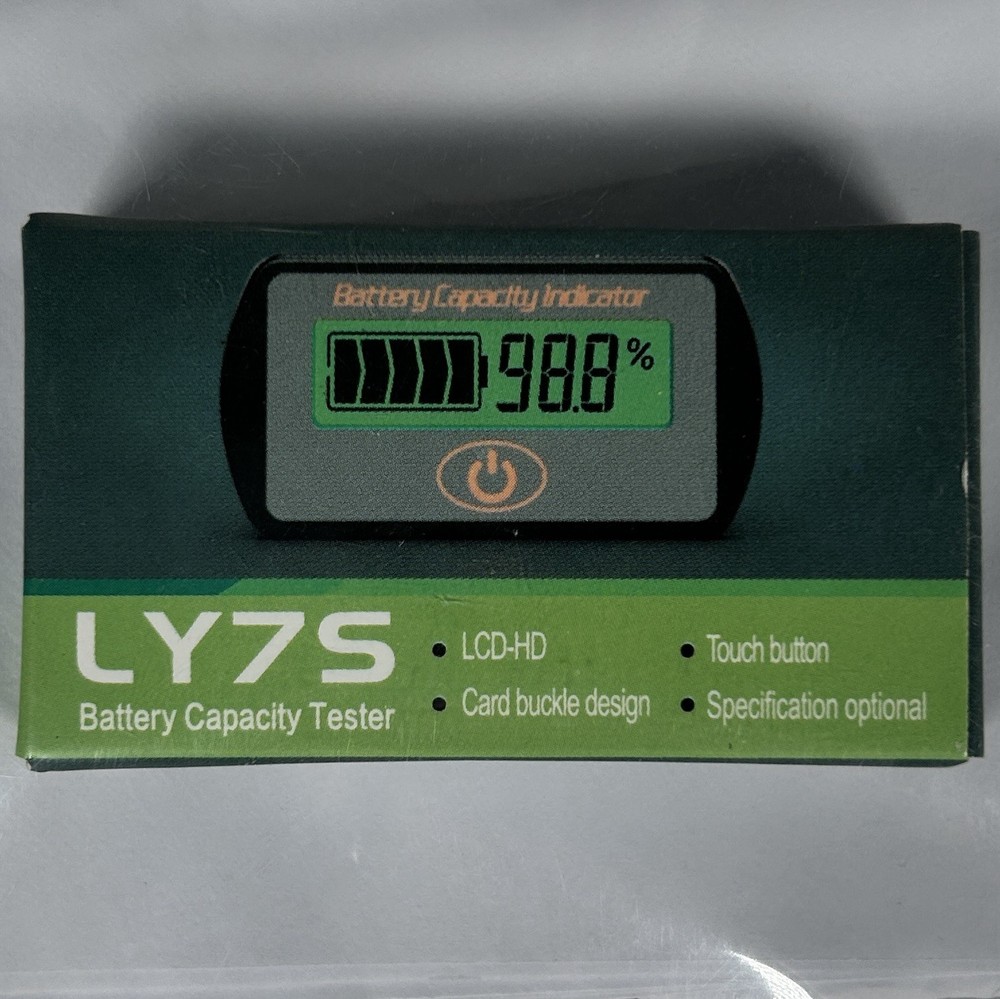 Battery Capacity Indicator
98.8%
LY7S
Battery Capacity Tester
• LCD-HD
• Touch button
• Card buckle design
• Specification optional